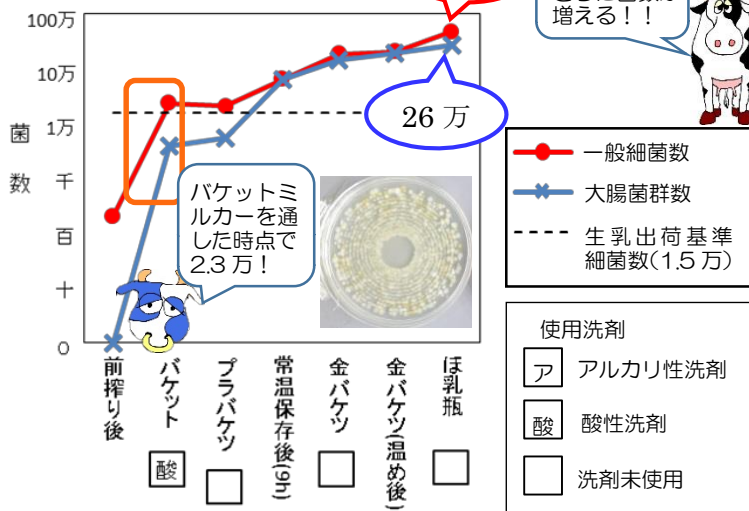 増える！！
100万
10万
1万
千
百
十
0
菌数
26万
バケットミ
ルカーを通
した時点で
2.3万！
一般細菌数
大腸菌群数
生乳出荷基準
細菌数(1.5万)
前搾り後
バケット
プラバケツ
常温保存後(9h)
金バケツ
金バケツ(温め後)
ほ乳瓶
酸
使用洗剤
ア アルカリ性洗剤
酸 酸性洗剤
洗剤未使用